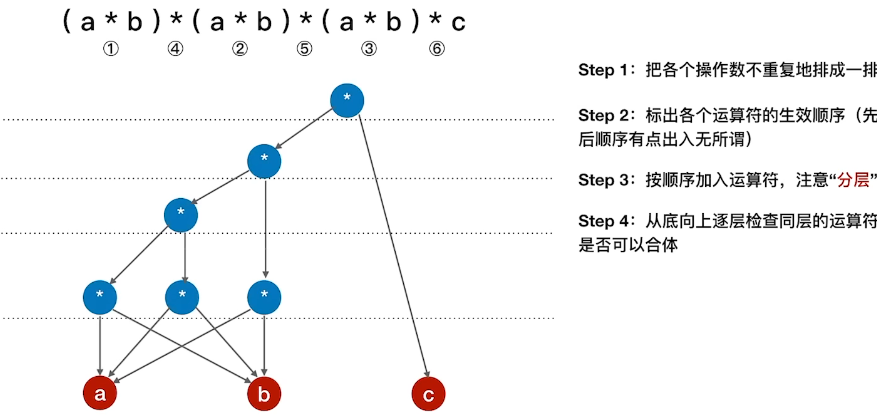 (a*b)*(a*b)*(a*b)*c
① ④ ② ⑤ ③ ⑥
Step 1：把各个操作数不重复地排成一排
Step 2：标出各个运算符的生效顺序（先
后顺序有点出入无所谓）
Step 3：按顺序加入运算符，注意“分层”
Step 4：从底向上逐层检查同层的运算符
是否可以合体
*
*
*
* * *
a b c